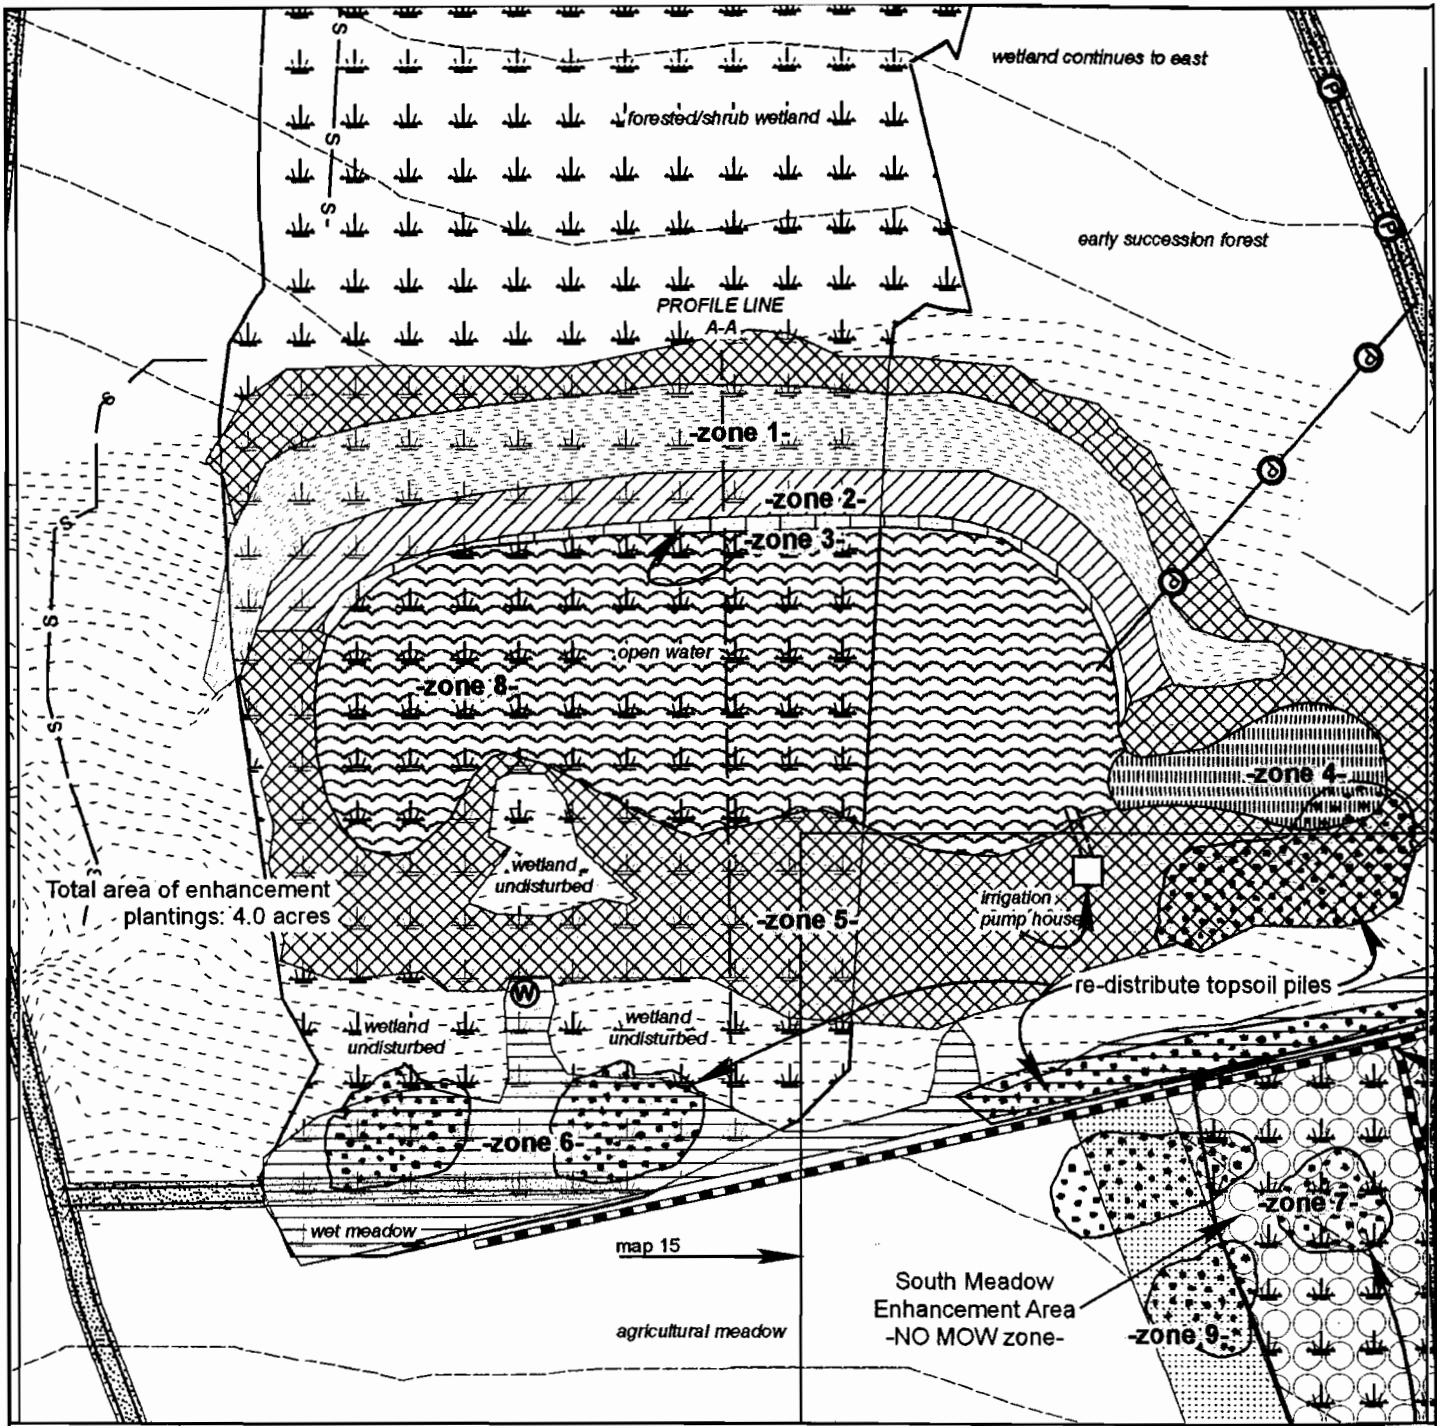 wetland continues to east
forested/shrub wetland
early succession forest
PROFILE LINE
A-A
-zone 1-
-zone 2-
-zone 3-
open water
-zone 8-
-zone 4-
wetland
undisturbed
Total area of enhancement
plantings: 4.0 acres
-zone 5-
irrigation
pump house
re-distribute topsoil piles
W
wetland
undisturbed
wetland
undisturbed
-zone 6-
-zone 7-
wet meadow
map 15
South Meadow
Enhancement Area
-NO MOW zone-
agricultural meadow
-zone 9-
S
S
S
S
S
S
S
P
P
P
P
P